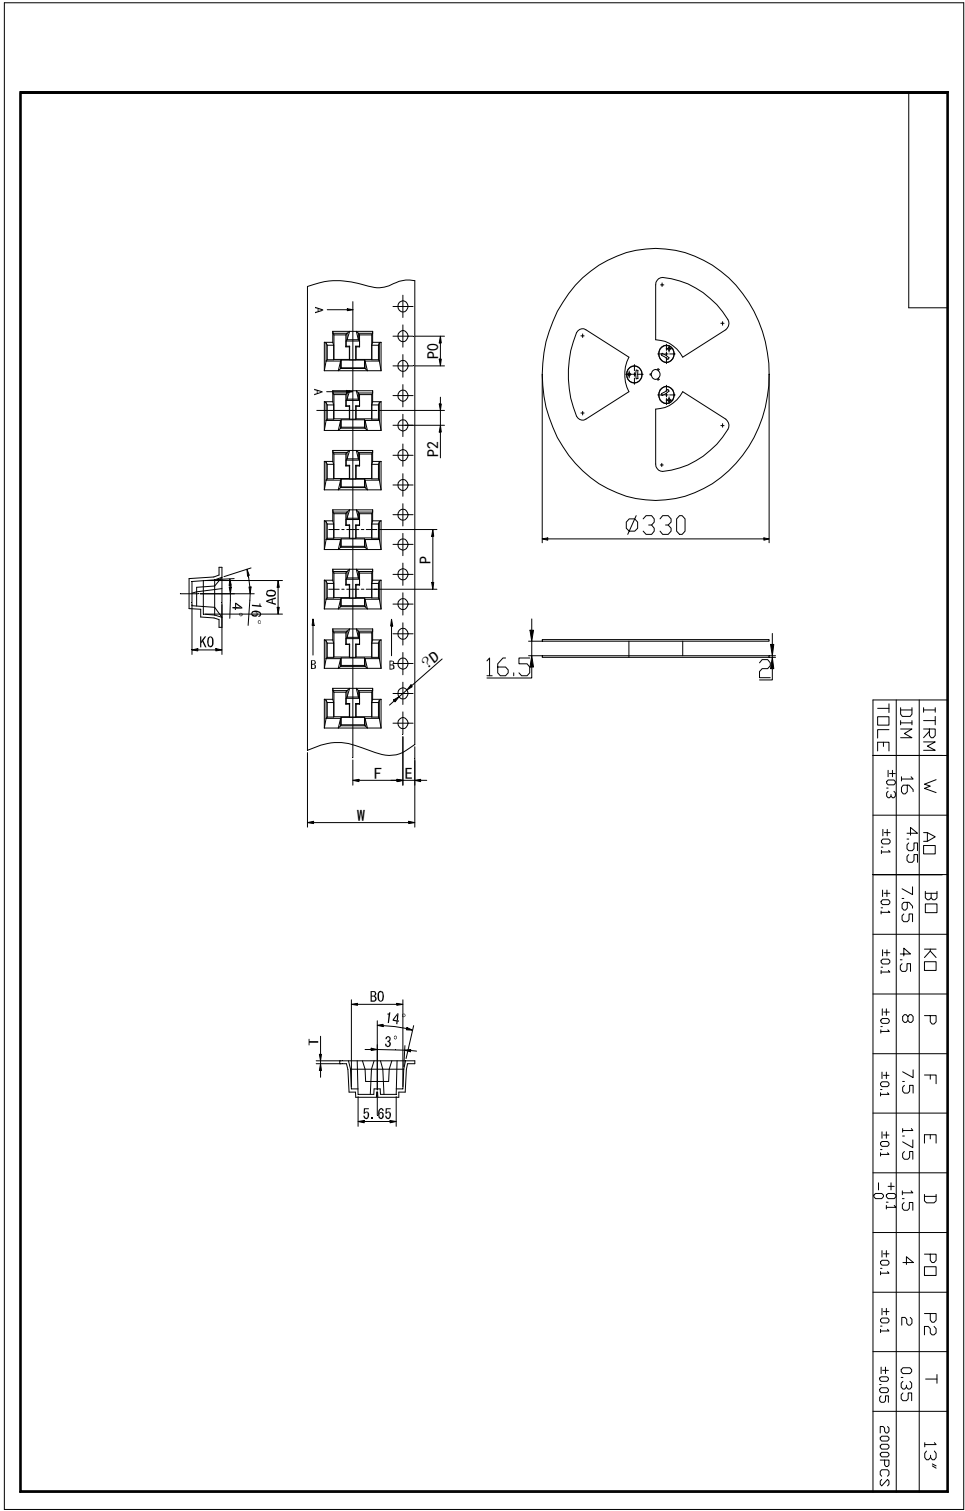 ITRM W A0 B0 K0 P F E D P0 P2 T 13"
DIM 16 4.55 7.65 4.5 8 7.5 1.75 1.5 4 2 0.35
TOLE ±0.3 ±0.1 ±0.1 ±0.1 ±0.1 ±0.1 ±0.1 +0.1 -0 ±0.1 ±0.1 ±0.05 2000PCS
Ø330
16.5
2
A
A
P0
P2
P
B
B
?D
F
E
W
A0
19°
4°
K0
B0
14°
3°
T
5.65